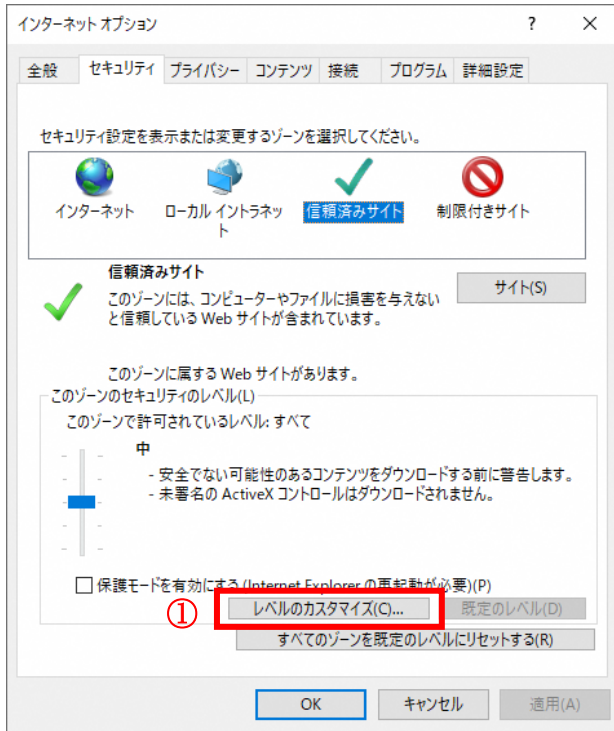 インターネット オプション ? ×
全般 セキュリティ プライバシー コンテンツ 接続 プログラム 詳細設定
セキュリティ設定を表示または変更するゾーンを選択してください。
インターネット ローカル イントラネッ 信頼済みサイト 制限付きサイト
ト
信頼済みサイト
サイト(S)
このゾーンには、コンピューターやファイルに損害を与えない
と信頼している Web サイトが含まれています。
このゾーンに属する Web サイトがあります。
このゾーンのセキュリティのレベル(L)
このゾーンで許可されているレベル: すべて
中
- 安全でない可能性のあるコンテンツをダウンロードする前に警告します。
- 未署名の ActiveX コントロールはダウンロードされません。
保護モードを有効にする (Internet Explorer の再起動が必要)(P)
① レベルのカスタマイズ(C)... 既定のレベル(D)
すべてのゾーンを既定のレベルにリセットする(R)
OK キャンセル 適用(A)